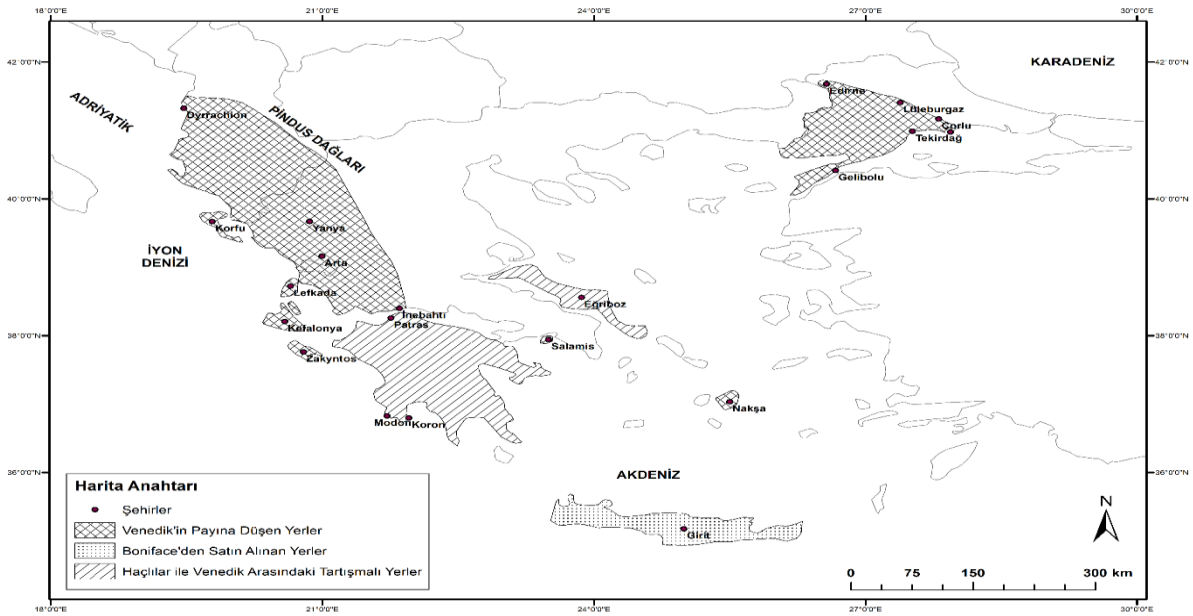 18°0'0"E
21°0'0"E
24°0'0"E
27°0'0"E
30°0'0"E
42°0'0"N
42°0'0"N
KARADENİZ
ADRİYATİK
PİNDUS DAĞLARI
Dyrrachion
Edirne
Lüleburgaz
Çorlu
Tekirdağ
Gelibolu
40°0'0"N
40°0'0"N
Korfu
Yanya
İYON
DENİZİ
Arta
Lefkada
Eğriboz
İnebahtı
Patras
Kefalonya
38°0'0"N
38°0'0"N
Salamis
Zakyntos
Nakşa
Modon
Koron
36°0'0"N
36°0'0"N
AKDENİZ
Girit
Harita Anahtarı
Şehirler
Venedik'in Payına Düşen Yerler
Boniface'den Satın Alınan Yerler
Haçlılar ile Venedik Arasındaki Tartışmalı Yerler
N
0 75 150 300 km
18°0'0"E
21°0'0"E
24°0'0"E
27°0'0"E
30°0'0"E